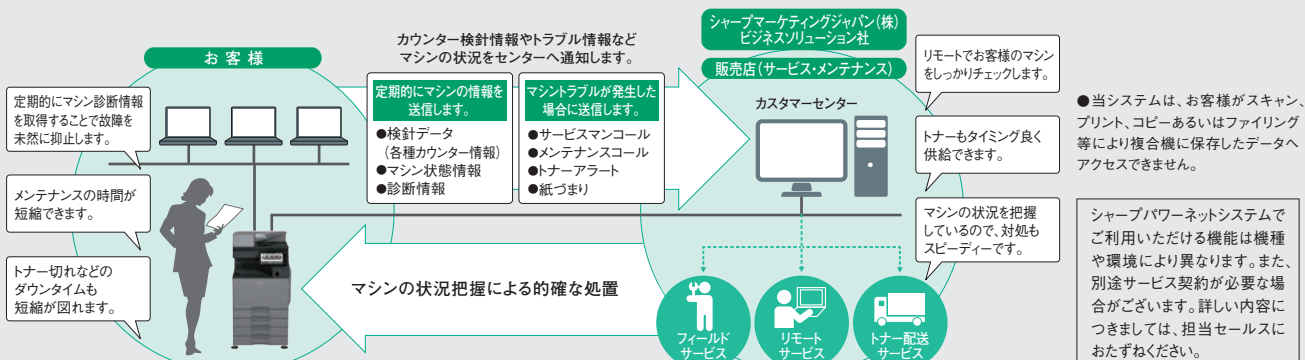 お客様
定期的にマシン診断情報
を取得することで故障を
未然に抑止します。
メンテナンスの時間が
短縮できます。
トナー切れなどの
ダウンタイムも
短縮が図れます。
カウンター検針情報やトラブル情報など
マシンの状況をセンターへ通知します。
定期的にマシンの情報を
送信します。
●検針データ
（各種カウンター情報）
●マシン状態情報
●診断情報
マシントラブルが発生した
場合に送信します。
●サービスマンコール
●メンテナンスコール
●トナーアラート
●紙づまり
マシンの状況把握による的確な処置
シャープマーケティングジャパン（株）
ビジネスソリューション社
販売店（サービス・メンテナンス）
カスタマーセンター
フィールド
サービス
リモート
サービス
トナー配送
サービス
リモートでお客様のマシン
をしっかりチェックします。
トナーもタイミング良く
供給できます。
マシンの状況を把握
しているので、対処も
スピーディーです。
●当システムは、お客様がスキャン、
プリント、コピーあるいはファイリング
等により複合機に保存したデータへ
アクセスできません。
シャープパワーネットシステムで
ご利用いただける機能は機種
や環境により異なります。また、
別途サービス契約が必要な場
合がございます。詳しい内容に
つきましては、担当セールスに
おたずねください。